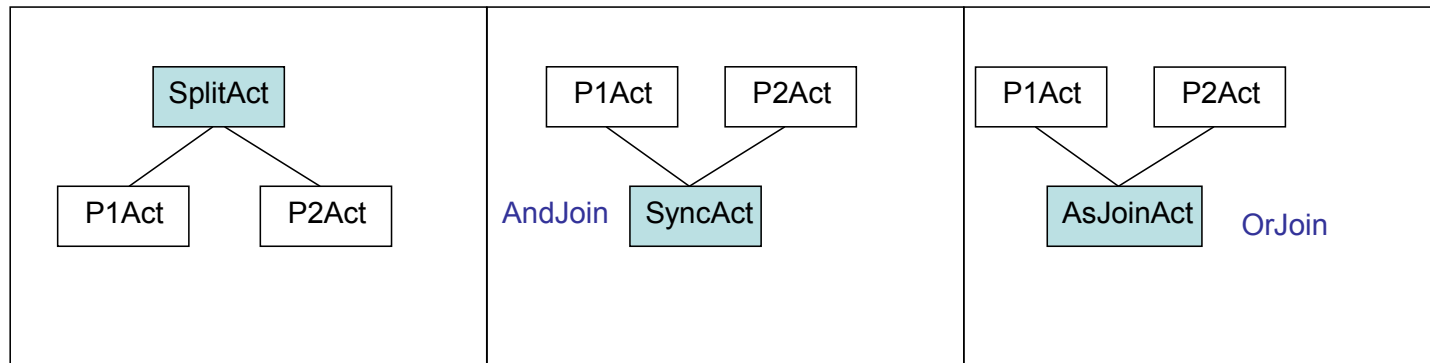 SplitAct
P1Act
P2Act
P1Act
P2Act
AndJoin
SyncAct
P1Act
P2Act
AsJoinAct
OrJoin